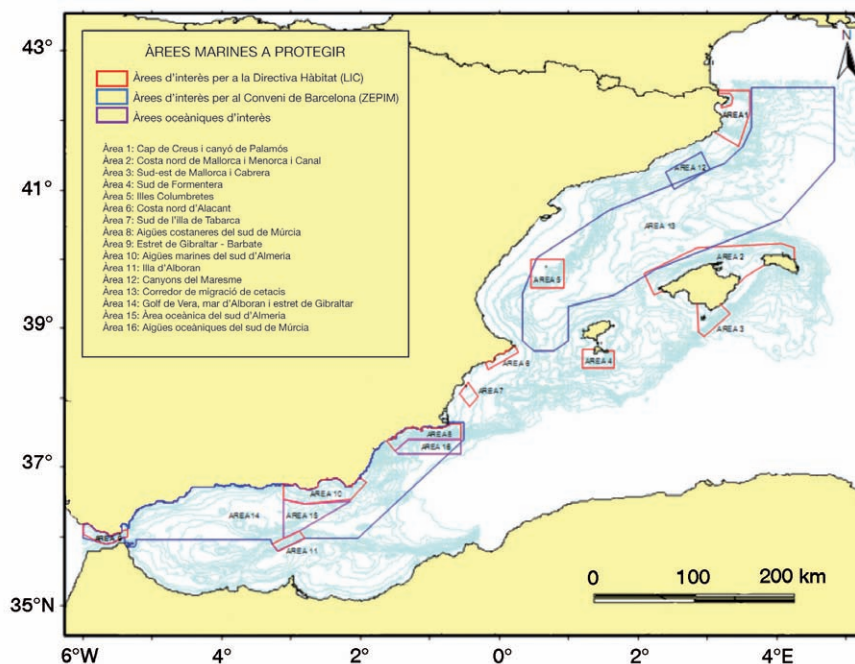 43°
41°
39°
37°
35°N
ÀREES MARINES A PROTEGIR
Àrees d'interès per a la Directiva Hàbitat (LIC)
Àrees d'interès per al Conveni de Barcelona (ZEPIM)
Àrees oceàniques d'interès
Àrea 1: Cap de Creus i canyó de Palamós
Àrea 2: Costa nord de Mallorca i Menorca i Canal
Àrea 3: Sud-est de Mallorca i Cabrera
Àrea 4: Sud de Formentera
Àrea 5: Illes Columbretes
Àrea 6: Costa nord d'Alacant
Àrea 7: Sud de l'illa de Tabarca
Àrea 8: Aigües costaneres del sud de Múrcia
Àrea 9: Estret de Gibraltar - Barbate
Àrea 10: Aigües marines del sud d'Almeria
Àrea 11: Illa d'Alboran
Àrea 12: Canyons del Maresme
Àrea 13: Corredor de migració de cetacis
Àrea 14: Golf de Vera, mar d'Alboran i estret de Gibraltar
Àrea 15: Àrea oceànica del sud d'Almeria
Àrea 16: Aigües oceàniques del sud de Múrcia
N
ÀREA 1
ÀREA 12
ÀREA 13
ÀREA 2
ÀREA 5
ÀREA 3
ÀREA 4
ÀREA 6
ÀREA 7
ÀREA 8
ÀREA 16
ÀREA 10
ÀREA 14
ÀREA 15
ÀREA 9
ÀREA 11
0 100 200 km
6°W 4° 2° 0° 2° 4°E